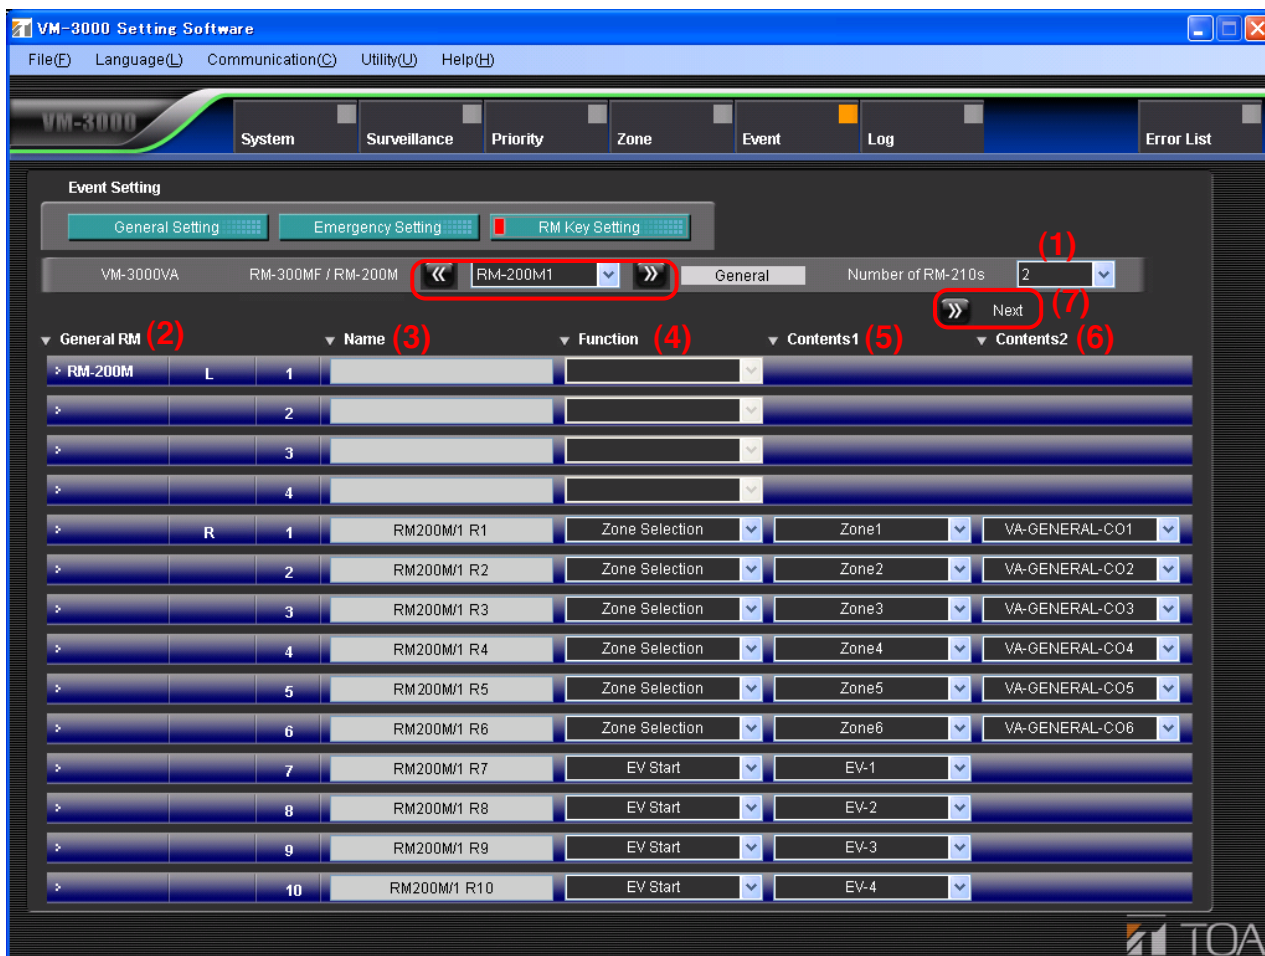 VM-3000 Setting Software
File(F) Language(L) Communication(C) Utility(U) Help(H)
VM-3000 System Surveillance Priority Zone Event Log Error List
Event Setting
General Setting Emergency Setting RM Key Setting
(1)
VM-3000VA RM-300MF / RM-200M RM-200M1 General Number of RM-210s 2
Next (7)
General RM (2) Name (3) Function (4) Contents1 (5) Contents2 (6)
RM-200M L 1
2
3
4
R 1 RM200M/1 R1 Zone Selection Zone1 VA-GENERAL-CO1
2 RM200M/1 R2 Zone Selection Zone2 VA-GENERAL-CO2
3 RM200M/1 R3 Zone Selection Zone3 VA-GENERAL-CO3
4 RM200M/1 R4 Zone Selection Zone4 VA-GENERAL-CO4
5 RM200M/1 R5 Zone Selection Zone5 VA-GENERAL-CO5
6 RM200M/1 R6 Zone Selection Zone6 VA-GENERAL-CO6
7 RM200M/1 R7 EV Start EV-1
8 RM200M/1 R8 EV Start EV-2
9 RM200M/1 R9 EV Start EV-3
10 RM200M/1 R10 EV Start EV-4
TOA